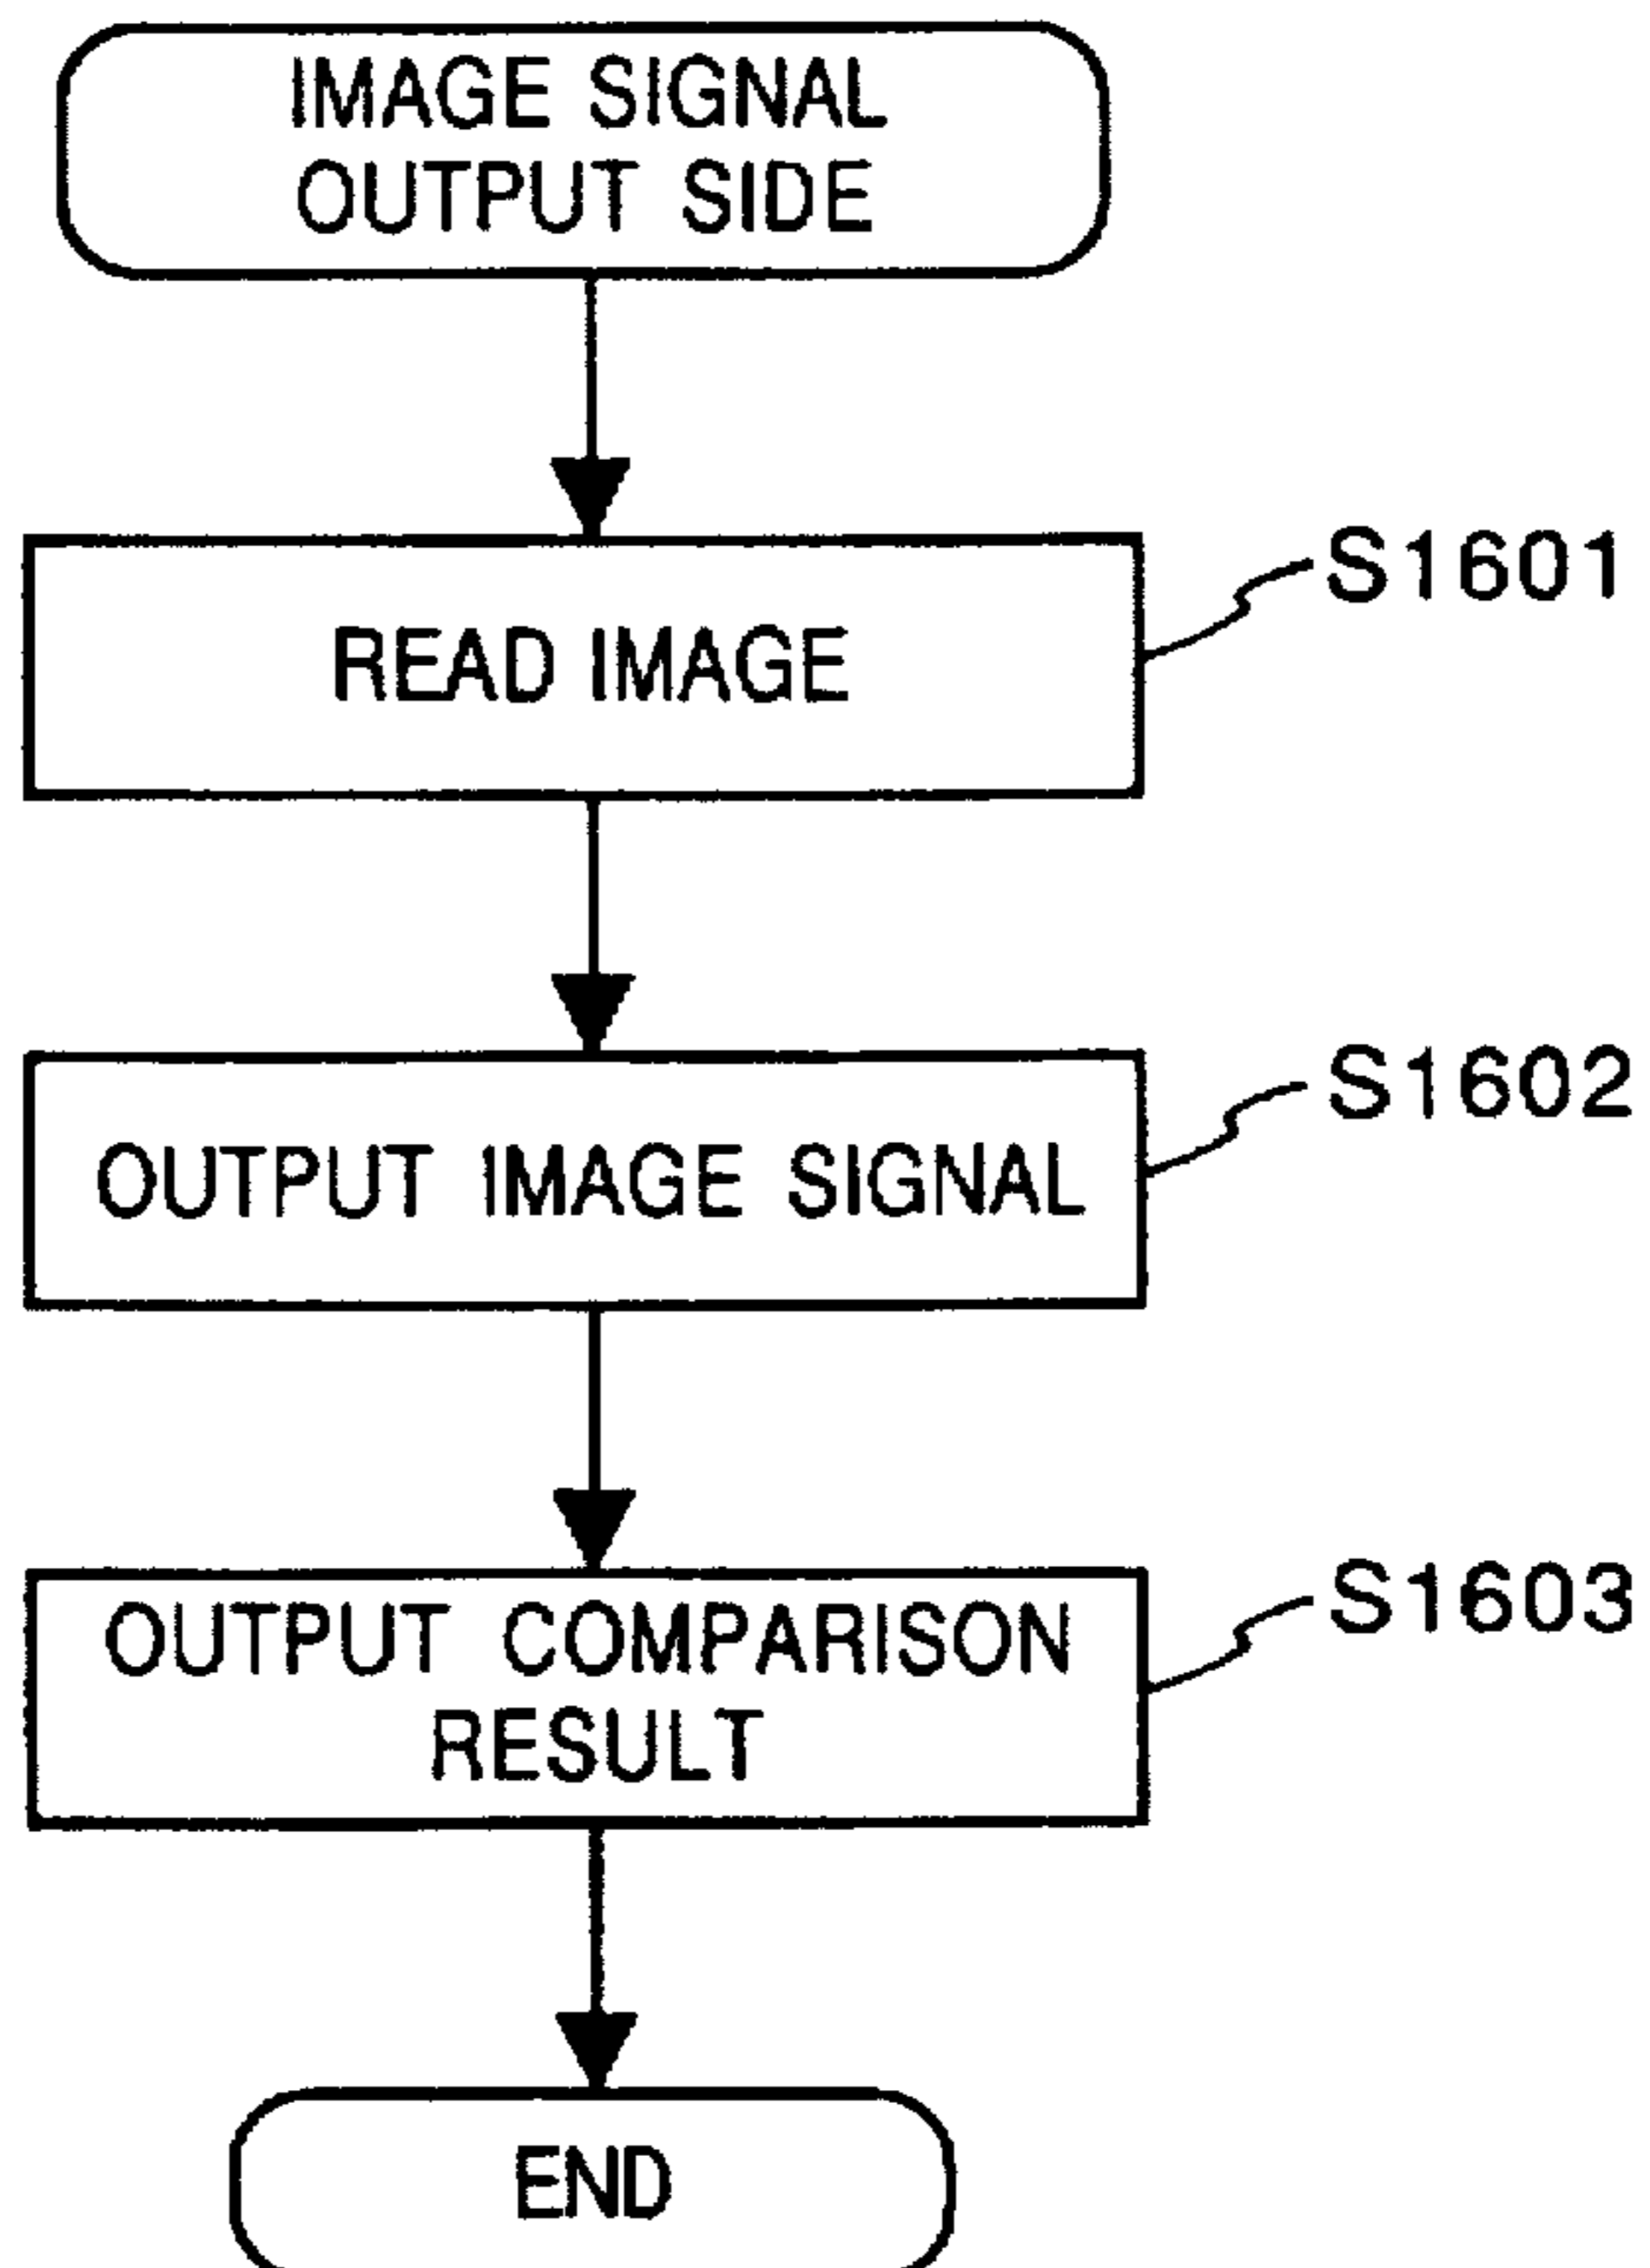 IMAGE SIGNAL
OUTPUT SIDE
READ IMAGE
S1601
OUTPUT IMAGE SIGNAL
S1602
OUTPUT COMPARISON
RESULT
S1603
END